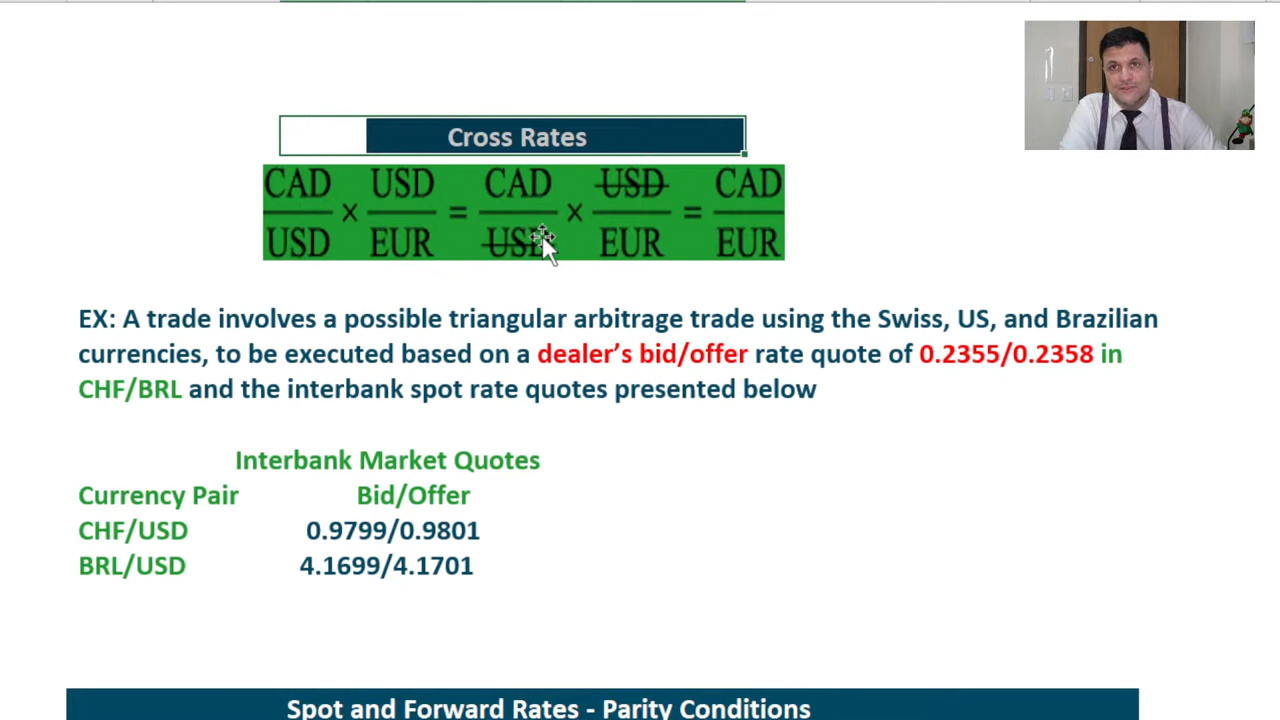 Cross Rates
CAD/USD × USD/EUR = CAD/USD × USD/EUR = CAD/EUR
EX: A trade involves a possible triangular arbitrage trade using the Swiss, US, and Brazilian
currencies, to be executed based on a dealer’s bid/offer rate quote of 0.2355/0.2358 in
CHF/BRL and the interbank spot rate quotes presented below
Interbank Market Quotes
Currency Pair Bid/Offer
CHF/USD 0.9799/0.9801
BRL/USD 4.1699/4.1701
Spot and Forward Rates - Parity Conditions